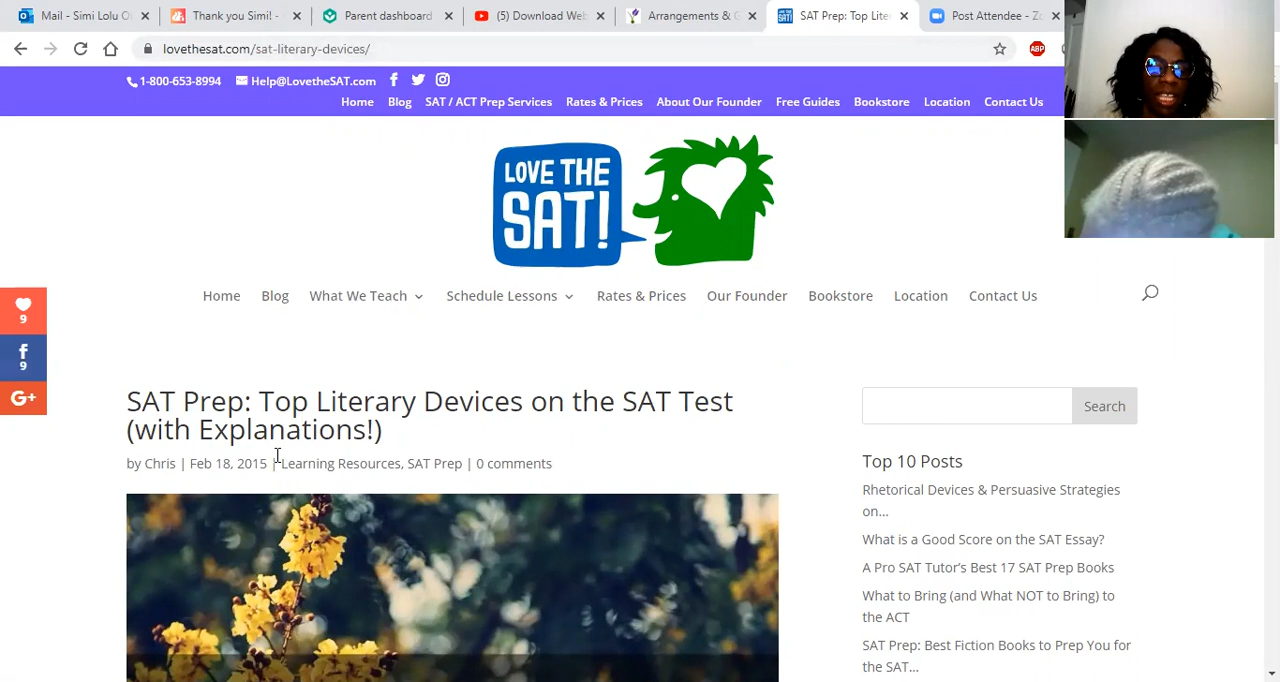 Mail - Simi Lolu O
Thank you Simi! -
Parent dashboard
(5) Download Web
Arrangements & G
SAT Prep: Top Lite
Post Attendee - Zo
lovethesat.com/sat-literary-devices/
ABP
1-800-653-8994
Help@LovetheSAT.com
Home
Blog
SAT / ACT Prep Services
Rates & Prices
About Our Founder
Free Guides
Bookstore
Location
Contact Us
LOVE THE
SAT!
Home
Blog
What We Teach
Schedule Lessons
Rates & Prices
Our Founder
Bookstore
Location
Contact Us
9
f
9
G+
SAT Prep: Top Literary Devices on the SAT Test
(with Explanations!)
by Chris | Feb 18, 2015 | Learning Resources, SAT Prep | 0 comments
Search
Top 10 Posts
Rhetorical Devices & Persuasive Strategies
on...
What is a Good Score on the SAT Essay?
A Pro SAT Tutor's Best 17 SAT Prep Books
What to Bring (and What NOT to Bring) to
the ACT
SAT Prep: Best Fiction Books to Prep You for
the SAT...